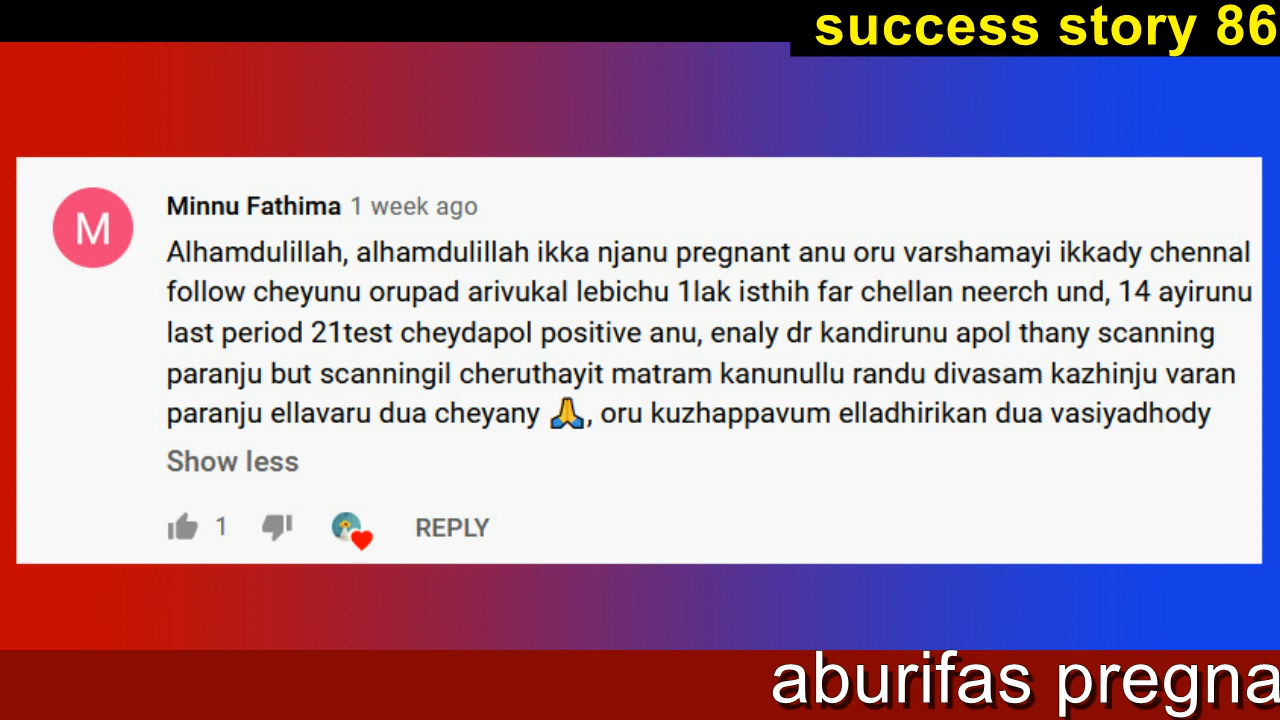 success story 86
Minnu Fathima 1 week ago
Alhamdulillah, alhamdulillah ikka njanu pregnant anu oru varshamayi ikkady chennal
follow cheyunu orupad arivukal lebichu 1lak isthih far chellan neerch und, 14 ayirunu
last period 21test cheydapol positive anu, enaly dr kandirunu apol thany scanning
paranju but scanningil cheruthayit matram kanunullu randu divasam kazhinju varan
paranju ellavaru dua cheyany 🙏, oru kuzhappavum elladhirikan dua vasiyadhody
Show less
1
REPLY
aburifas pregna